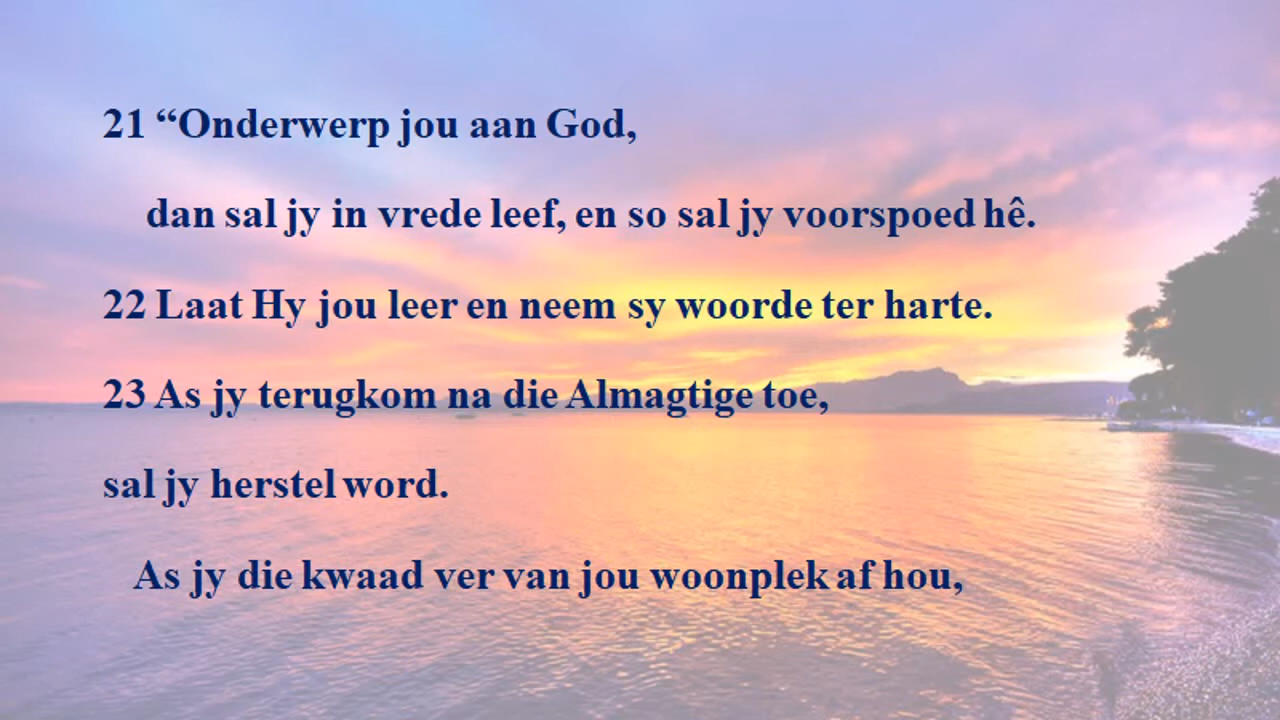 21 “Onderwerp jou aan God,
dan sal jy in vrede leef, en so sal jy voorspoed hê.
22 Laat Hy jou leer en neem sy woorde ter harte.
23 As jy terugkom na die Almagtige toe,
sal jy herstel word.
As jy die kwaad ver van jou woonplek af hou,